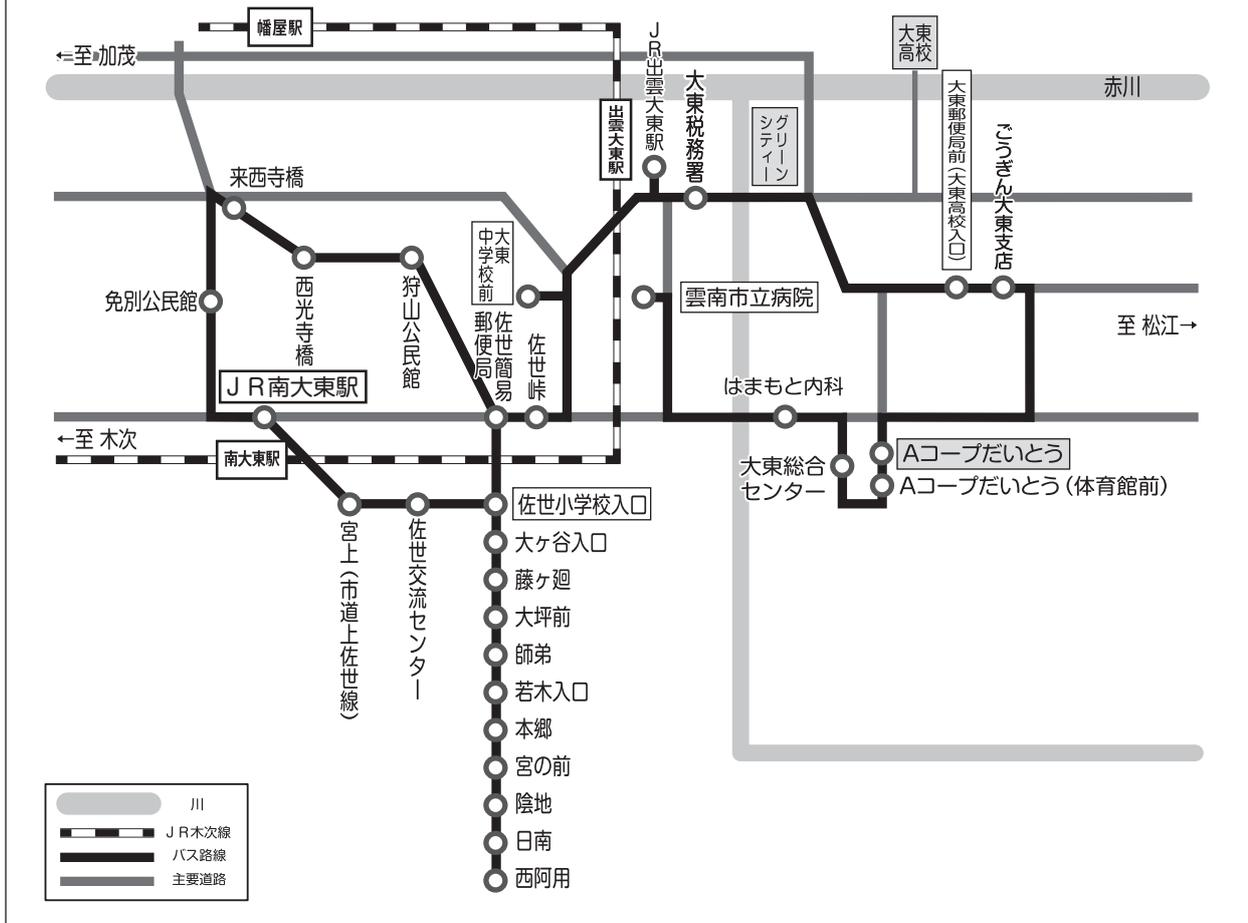 幡屋駅
←至 加茂
JR出雲大東駅
大東税務署
出雲大東駅
グリーン
シティー
大東
高校
大東郵便局前(大東高校入口)
ごうぎん大東支店
赤川
来西寺橋
大東
中学校前
免別公民館
西光寺橋
狩山公民館
佐世簡易
郵便局
佐世峠
雲南市立病院
至 松江→
JR南大東駅
はまもと内科
←至 木次
南大東駅
大東総合
センター
Aコープだいとう
Aコープだいとう(体育館前)
宮上(市道上佐世線)
佐世交流センター
佐世小学校入口
大ヶ谷入口
藤ヶ廻
大坪前
師弟
若木入口
本郷
宮の前
陰地
日南
西阿用
川
JR木次線
バス路線
主要道路